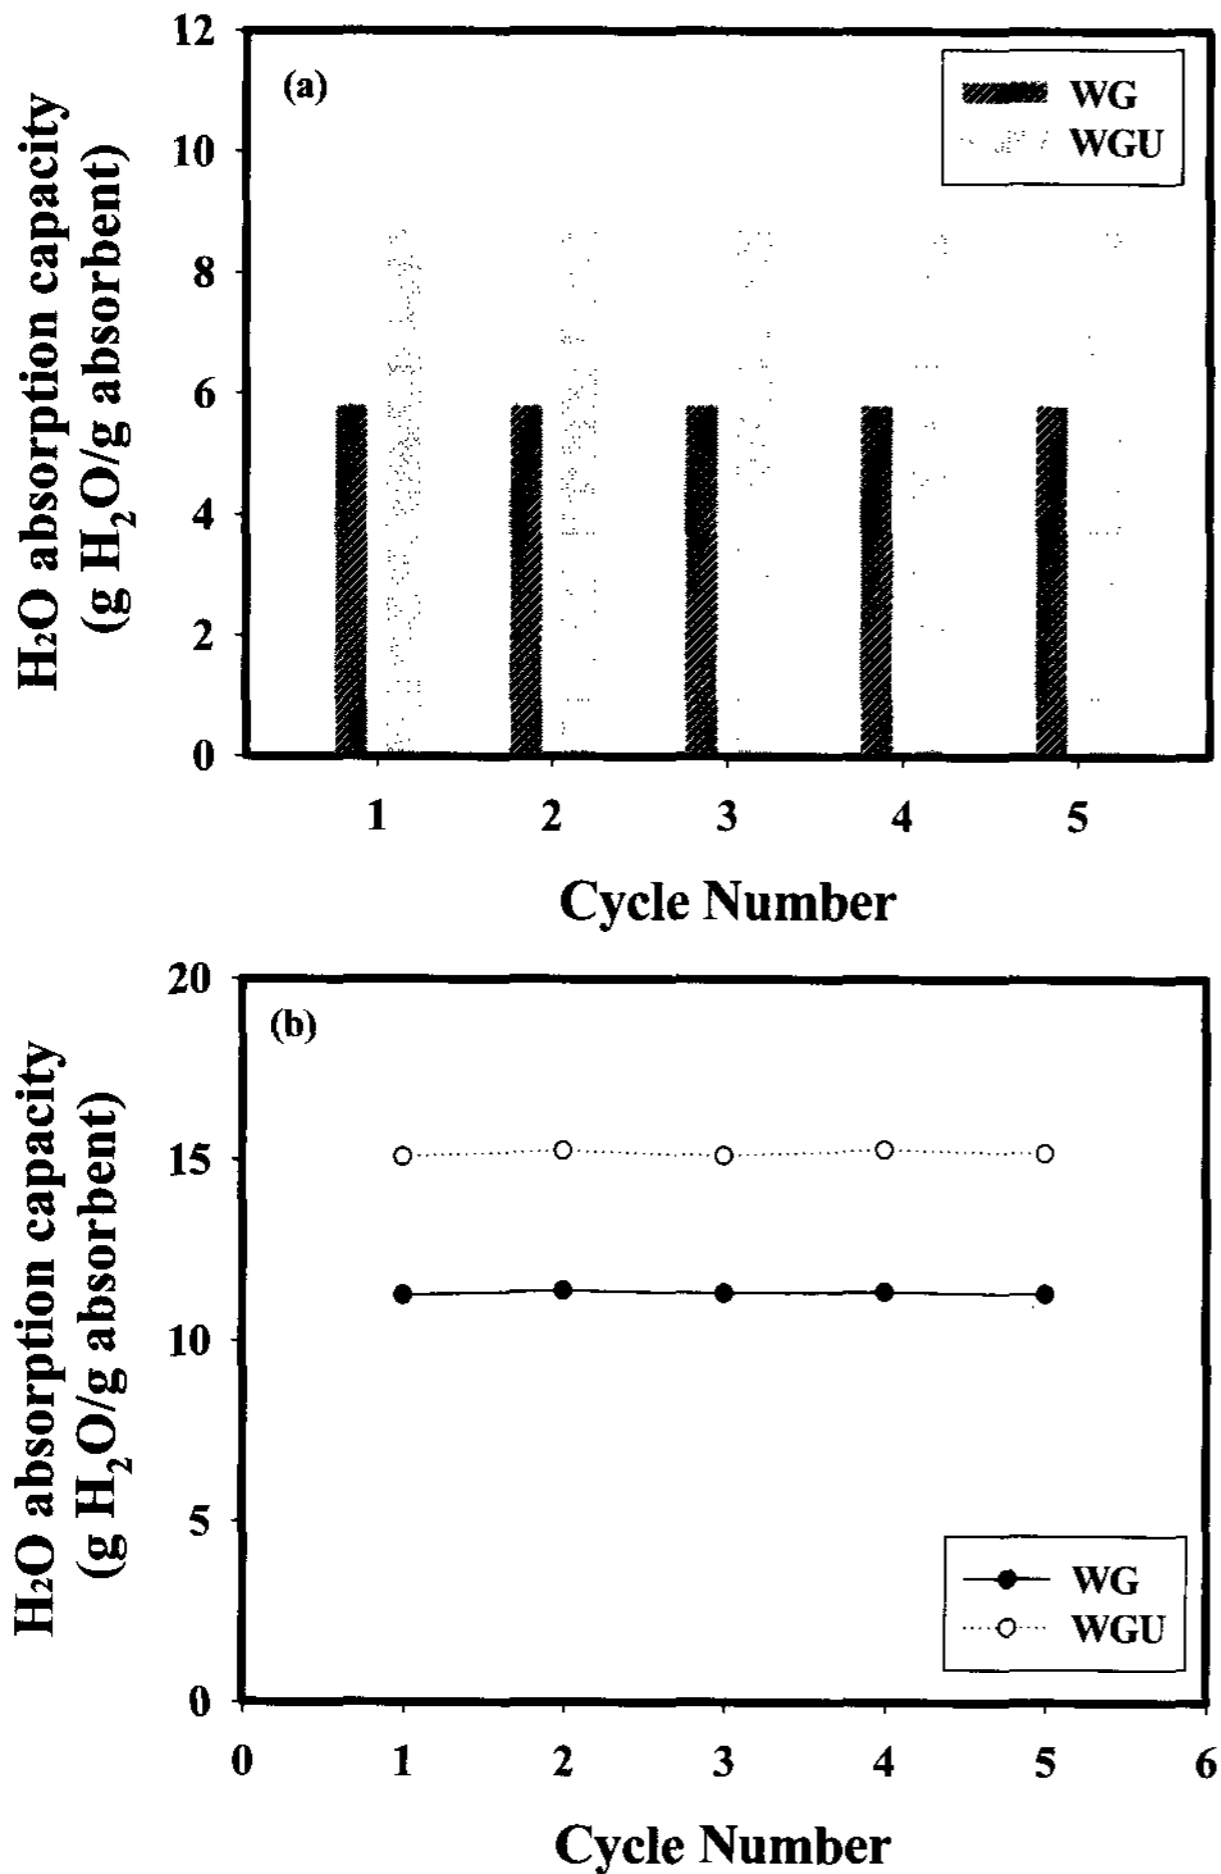 12
10
8
6
4
2
0
H₂O absorption capacity
(g H₂O/g absorbent)
(a)
WG
WGU
1 2 3 4 5
Cycle Number
20
15
10
5
0
H₂O absorption capacity
(g H₂O/g absorbent)
(b)
WG
WGU
0 1 2 3 4 5 6
Cycle Number